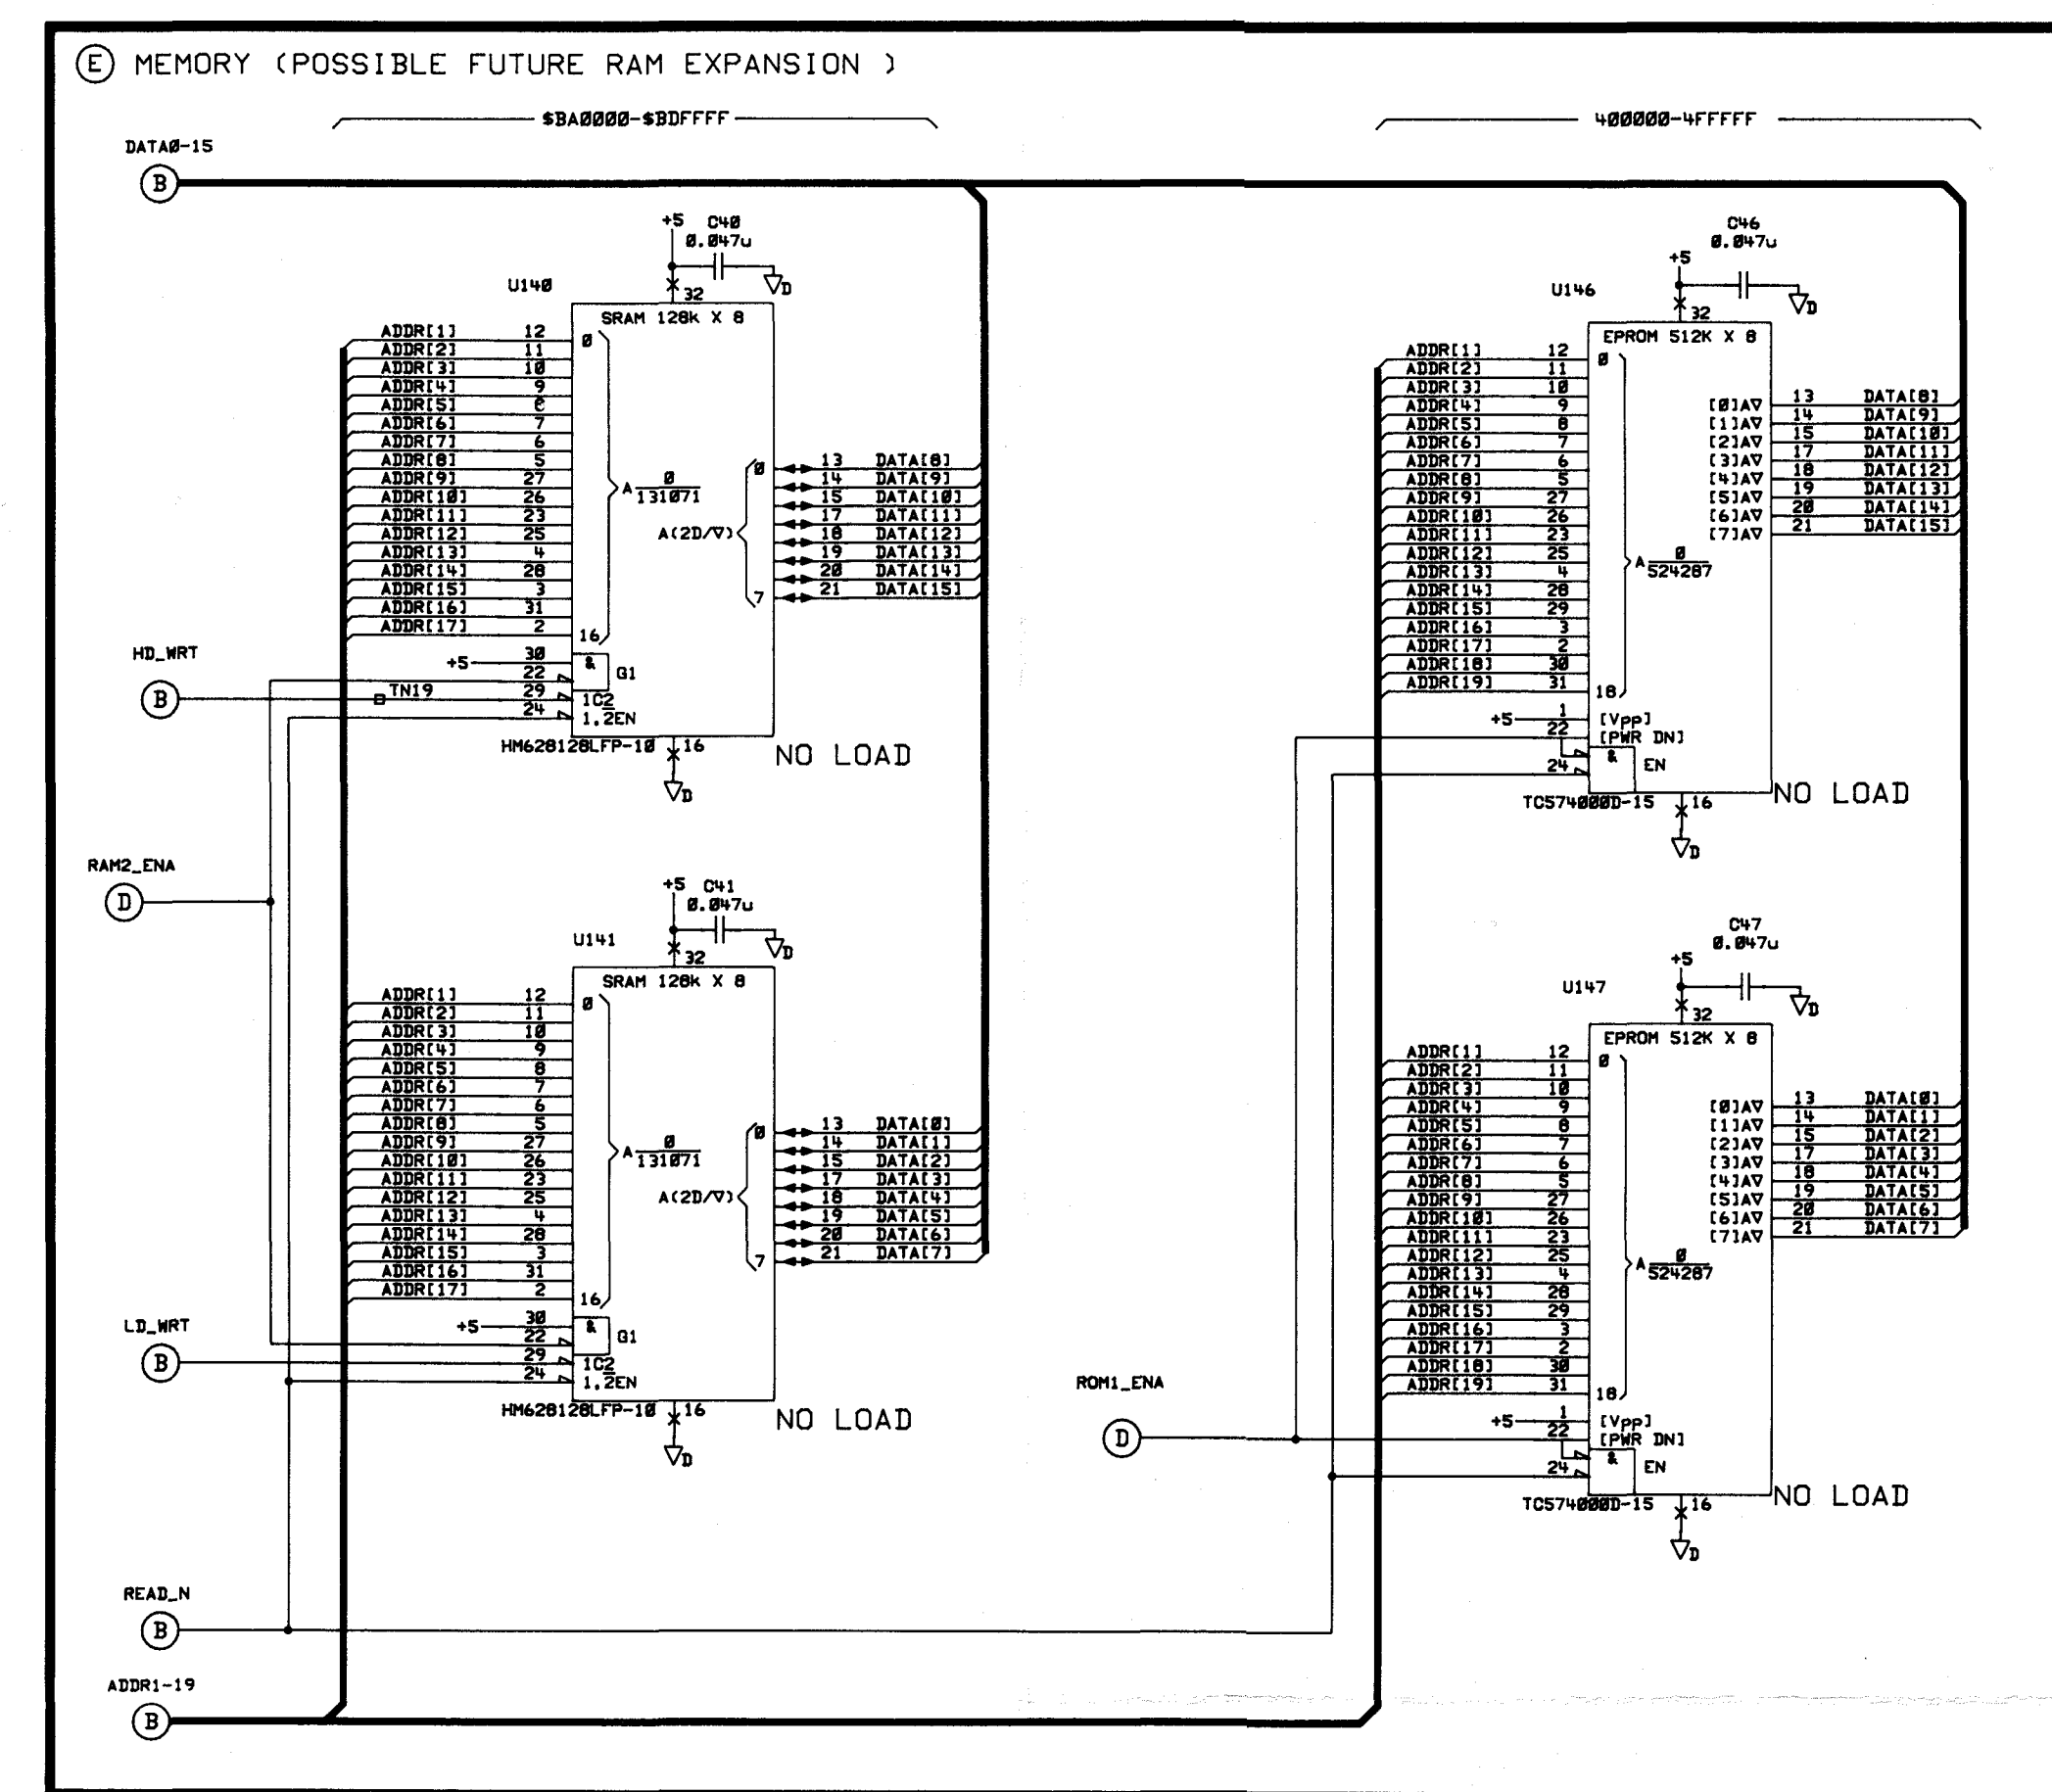 E MEMORY (POSSIBLE FUTURE RAM EXPANSION )
$BA0000-$BDFFFF
400000-4FFFFF
DATA0-15
B
+5 C40
0.047u
D
U140
32
SRAM 128k X 8
ADDR[1] 12 0
ADDR[2] 11
ADDR[3] 10
ADDR[4] 9
ADDR[5] 8
ADDR[6] 7
ADDR[7] 6
ADDR[8] 5
ADDR[9] 27
ADDR[10] 26
ADDR[11] 23
ADDR[12] 25
ADDR[13] 4
ADDR[14] 28
ADDR[15] 3
ADDR[16] 31
ADDR[17] 2 16
A 0
131071
A(2D/▽)
0 13 DATA[8]
14 DATA[9]
15 DATA[10]
17 DATA[11]
18 DATA[12]
19 DATA[13]
20 DATA[14]
7 21 DATA[15]
+5 30 &
22 G1
HD_WRT
B
TN19 29 1C2
24 1,2EN
HM628128LFP-10 16
D
NO LOAD
RAM2_ENA
D
+5 C41
0.047u
D
U141
32
SRAM 128k X 8
ADDR[1] 12 0
ADDR[2] 11
ADDR[3] 10
ADDR[4] 9
ADDR[5] 8
ADDR[6] 7
ADDR[7] 6
ADDR[8] 5
ADDR[9] 27
ADDR[10] 26
ADDR[11] 23
ADDR[12] 25
ADDR[13] 4
ADDR[14] 28
ADDR[15] 3
ADDR[16] 31
ADDR[17] 2 16
A 0
131071
A(2D/▽)
0 13 DATA[0]
14 DATA[1]
15 DATA[2]
17 DATA[3]
18 DATA[4]
19 DATA[5]
20 DATA[6]
7 21 DATA[7]
+5 30 &
22 G1
LD_WRT
B
29 1C2
24 1,2EN
HM628128LFP-10 16
D
NO LOAD
READ_N
B
ADDR1-19
B
C46
0.047u
+5
D
U146
32
EPROM 512K X 8
ADDR[1] 12 0
ADDR[2] 11
ADDR[3] 10
ADDR[4] 9
ADDR[5] 8
ADDR[6] 7
ADDR[7] 6
ADDR[8] 5
ADDR[9] 27
ADDR[10] 26
ADDR[11] 23
ADDR[12] 25
ADDR[13] 4
ADDR[14] 28
ADDR[15] 29
ADDR[16] 3
ADDR[17] 2
ADDR[18] 30
ADDR[19] 31 18
A 0
524287
[0]A▽ 13 DATA[8]
[1]A▽ 14 DATA[9]
[2]A▽ 15 DATA[10]
[3]A▽ 17 DATA[11]
[4]A▽ 18 DATA[12]
[5]A▽ 19 DATA[13]
[6]A▽ 20 DATA[14]
[7]A▽ 21 DATA[15]
+5 1 [Vpp]
22 [PWR DN]
&
24 EN
TC574000D-15 16
D
NO LOAD
C47
0.047u
+5
D
U147
32
EPROM 512K X 8
ADDR[1] 12 0
ADDR[2] 11
ADDR[3] 10
ADDR[4] 9
ADDR[5] 8
ADDR[6] 7
ADDR[7] 6
ADDR[8] 5
ADDR[9] 27
ADDR[10] 26
ADDR[11] 23
ADDR[12] 25
ADDR[13] 4
ADDR[14] 28
ADDR[15] 29
ADDR[16] 3
ADDR[17] 2
ADDR[18] 30
ADDR[19] 31 18
A 0
524287
[0]A▽ 13 DATA[0]
[1]A▽ 14 DATA[1]
[2]A▽ 15 DATA[2]
[3]A▽ 17 DATA[3]
[4]A▽ 18 DATA[4]
[5]A▽ 19 DATA[5]
[6]A▽ 20 DATA[6]
[7]A▽ 21 DATA[7]
ROM1_ENA
D
+5 1 [Vpp]
22 [PWR DN]
&
24 EN
TC574000D-15 16
D
NO LOAD